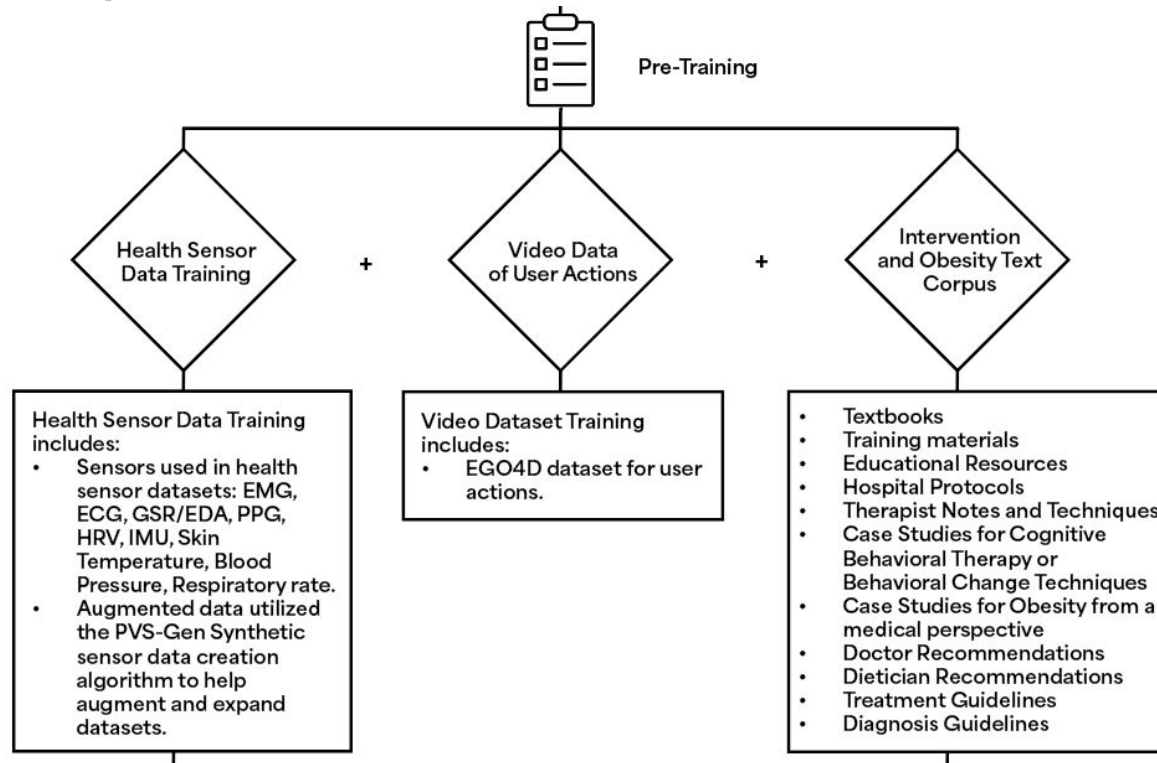 Pre-Training
Health Sensor
Data Training
+
Video Data
of User Actions
+
Intervention
and Obesity Text
Corpus
Health Sensor Data Training
includes:
• Sensors used in health
sensor datasets: EMG,
ECG, GSR/EDA, PPG,
HRV, IMU, Skin
Temperature, Blood
Pressure, Respiratory rate.
• Augmented data utilized
the PVS-Gen Synthetic
sensor data creation
algorithm to help
augment and expand
datasets.
Video Dataset Training
includes:
• EGO4D dataset for user
actions.
• Textbooks
• Training materials
• Educational Resources
• Hospital Protocols
• Therapist Notes and Techniques
• Case Studies for Cognitive
Behavioral Therapy or
Behavioral Change Techniques
• Case Studies for Obesity from a
medical perspective
• Doctor Recommendations
• Dietician Recommendations
• Treatment Guidelines
• Diagnosis Guidelines